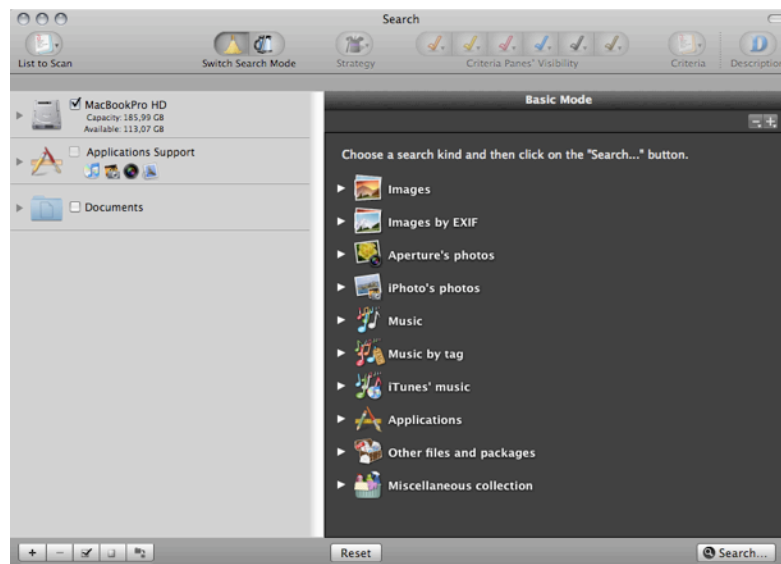 Search
List to Scan
Switch Search Mode
Strategy
Criteria Panes' Visibility
Criteria
Description
MacBookPro HD
Capacity: 185,99 GB
Available: 113,07 GB
Applications Support
Documents
Basic Mode
Choose a search kind and then click on the "Search..." button.
Images
Images by EXIF
Aperture's photos
iPhoto's photos
Music
Music by tag
iTunes' music
Applications
Other files and packages
Miscellaneous collection
Reset
Search...